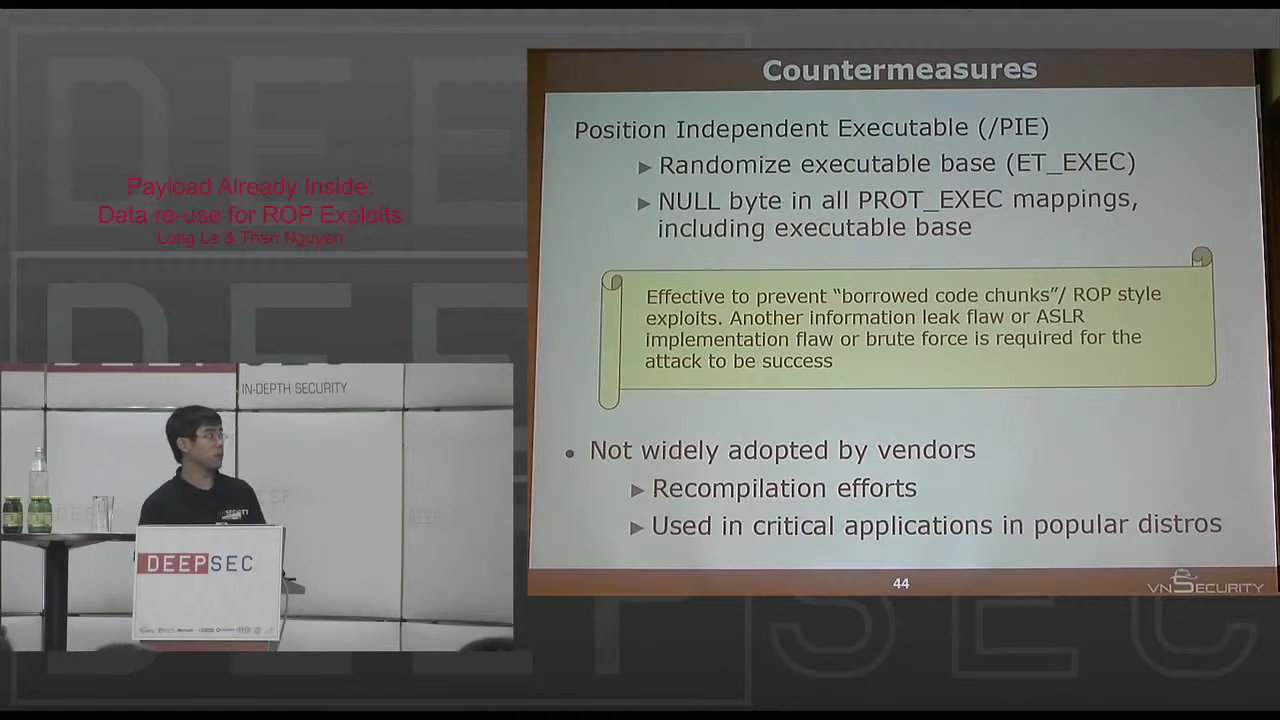 Payload Already Inside:
Data re-use for ROP Exploits
Long Le & Than Nguyen
IN-DEPTH SECURITY
DEEPSEC
Countermeasures
Position Independent Executable (/PIE)
Randomize executable base (ET_EXEC)
NULL byte in all PROT_EXEC mappings,
including executable base
Effective to prevent “borrowed code chunks”/ ROP style
exploits. Another information leak flaw or ASLR
implementation flaw or brute force is required for the
attack to be success
Not widely adopted by vendors
Recompilation efforts
Used in critical applications in popular distros
44
VNSECURITY